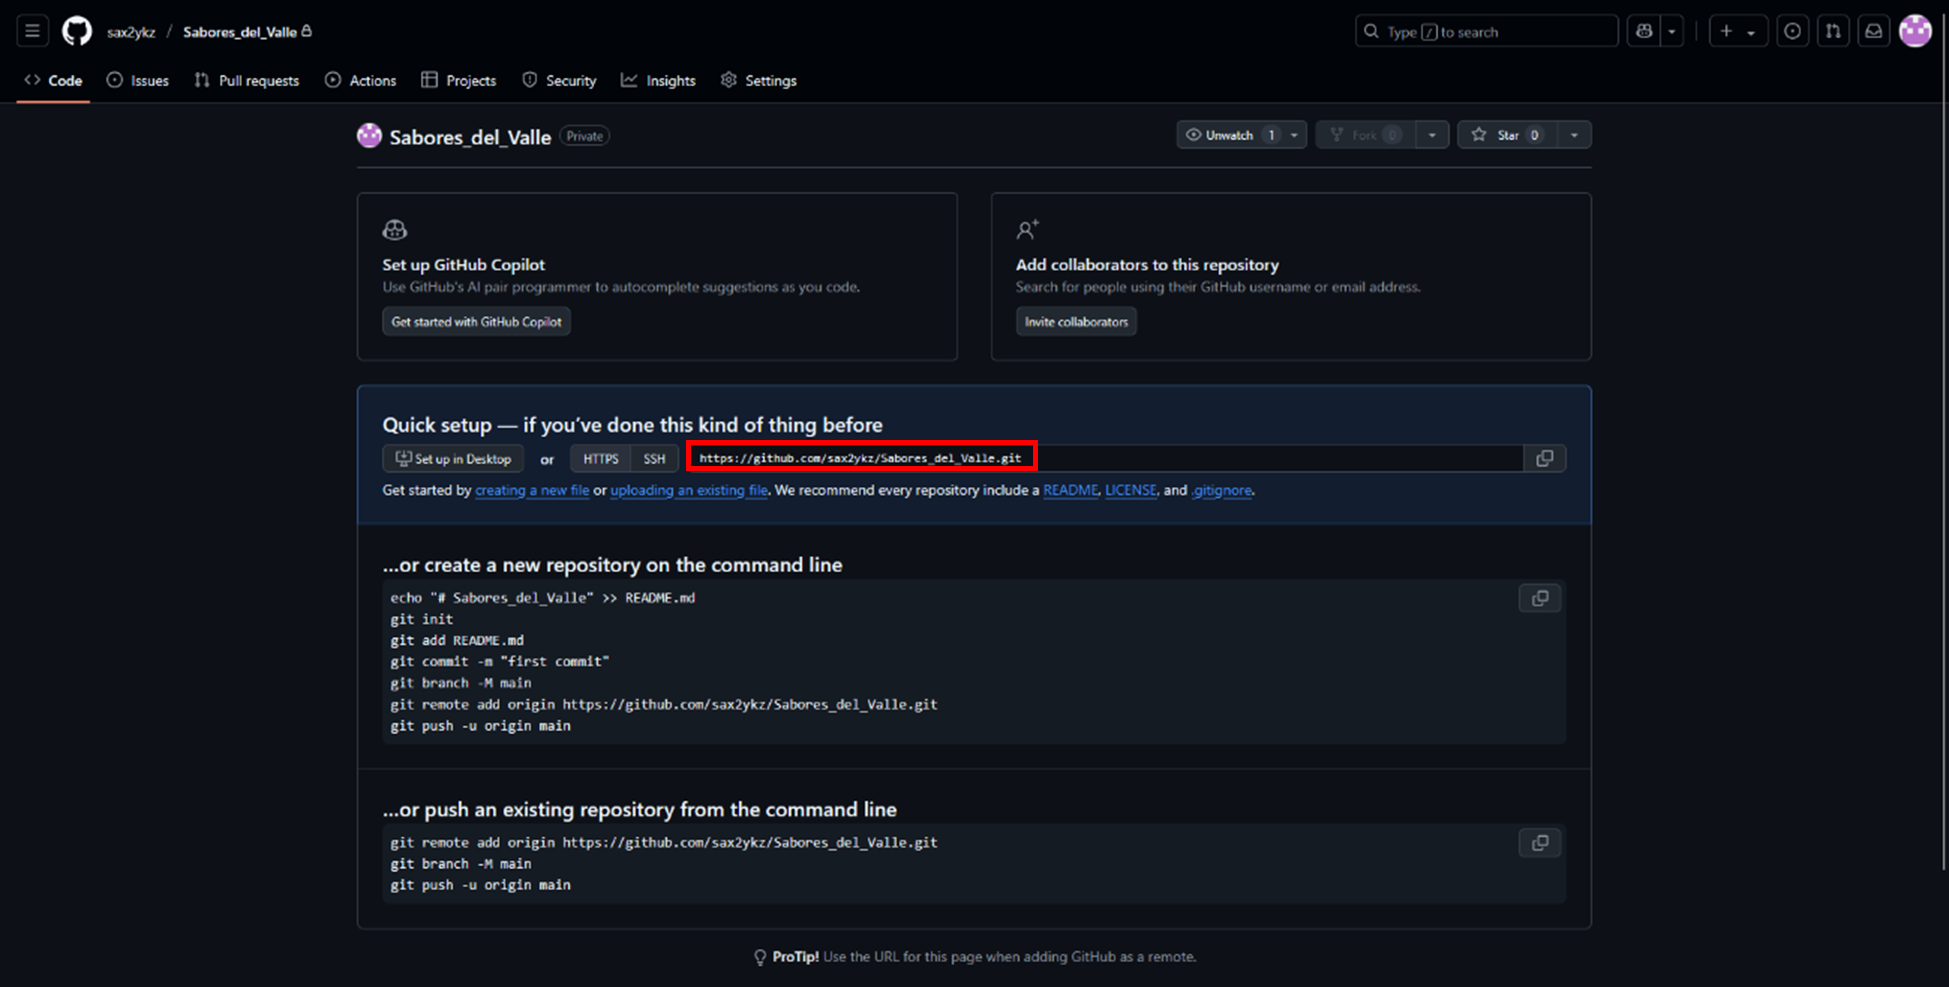 sax2ykz / Sabores_del_Valle
Type / to search
Code Issues Pull requests Actions Projects Security Insights Settings
Sabores_del_Valle Private
Unwatch 1 Fork 0 Star 0
Set up GitHub Copilot
Use GitHub's AI pair programmer to autocomplete suggestions as you code.
Get started with GitHub Copilot
Add collaborators to this repository
Search for people using their GitHub username or email address.
Invite collaborators
Quick setup — if you've done this kind of thing before
Set up in Desktop or HTTPS SSH https://github.com/sax2ykz/Sabores_del_Valle.git
Get started by creating a new file or uploading an existing file. We recommend every repository include a README, LICENSE, and .gitignore.
...or create a new repository on the command line
echo "# Sabores_del_Valle" >> README.md
git init
git add README.md
git commit -m "first commit"
git branch -M main
git remote add origin https://github.com/sax2ykz/Sabores_del_Valle.git
git push -u origin main
...or push an existing repository from the command line
git remote add origin https://github.com/sax2ykz/Sabores_del_Valle.git
git branch -M main
git push -u origin main
ProTip! Use the URL for this page when adding GitHub as a remote.